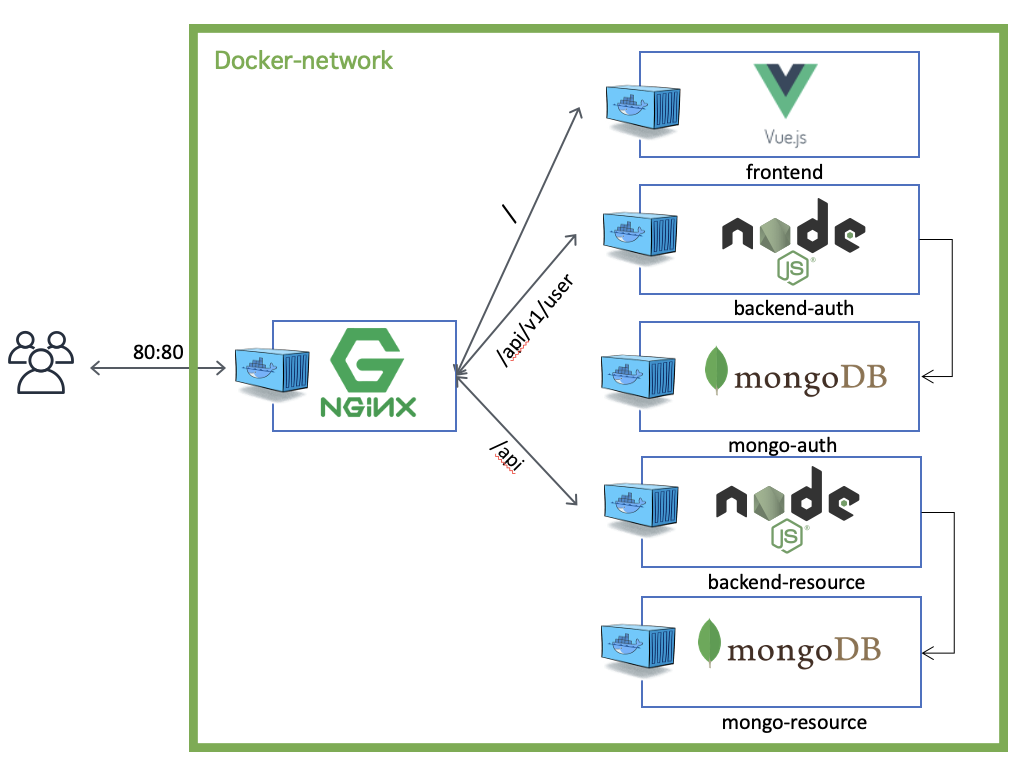 Docker-network
Vue.js
frontend
/
node
JS
®
backend-auth
/api/v1/user
80:80
NGiNX
mongoDB
mongo-auth
/api
node
JS
®
backend-resource
mongoDB
mongo-resource